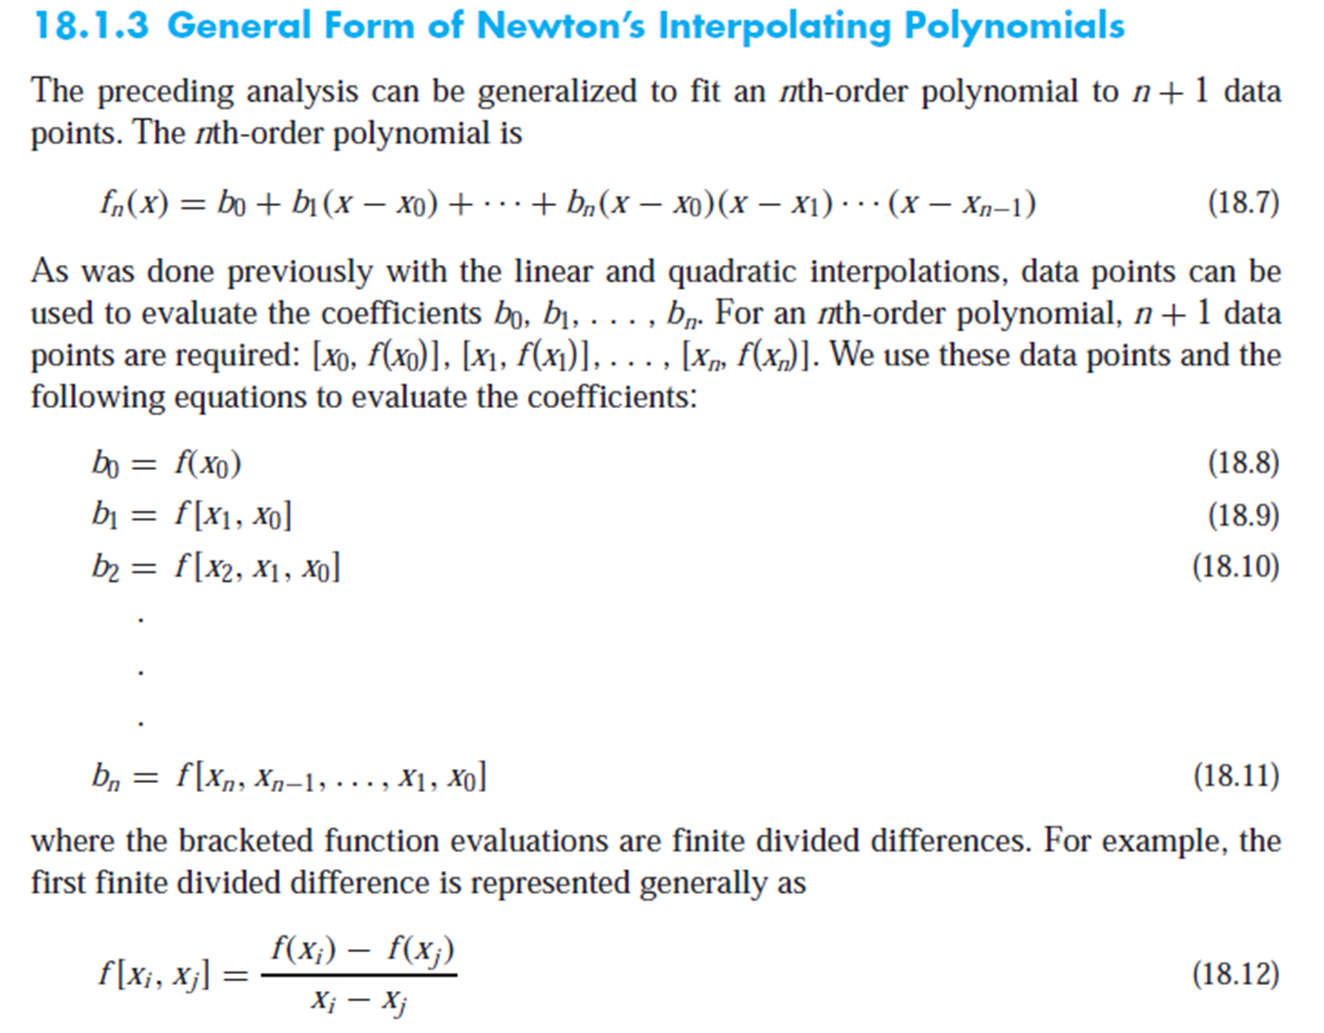 18.1.3 General Form of Newton's Interpolating Polynomials
The preceding analysis can be generalized to fit an nth-order polynomial to n + 1 data
points. The nth-order polynomial is
fₙ(x) = b₀ + b₁(x − x₀) + · · · + bₙ(x − x₀)(x − x₁) · · · (x − xₙ₋₁) (18.7)
As was done previously with the linear and quadratic interpolations, data points can be
used to evaluate the coefficients b₀, b₁, . . . , bₙ. For an nth-order polynomial, n + 1 data
points are required: [x₀, f(x₀)], [x₁, f(x₁)], . . . , [xₙ, f(xₙ)]. We use these data points and the
following equations to evaluate the coefficients:
b₀ = f(x₀) (18.8)
b₁ = f[x₁, x₀] (18.9)
b₂ = f[x₂, x₁, x₀] (18.10)
.
.
.
bₙ = f[xₙ, xₙ₋₁, . . . , x₁, x₀] (18.11)
where the bracketed function evaluations are finite divided differences. For example, the
first finite divided difference is represented generally as
f[xᵢ, xⱼ] = (f(xᵢ) − f(xⱼ)) / (xᵢ − xⱼ) (18.12)